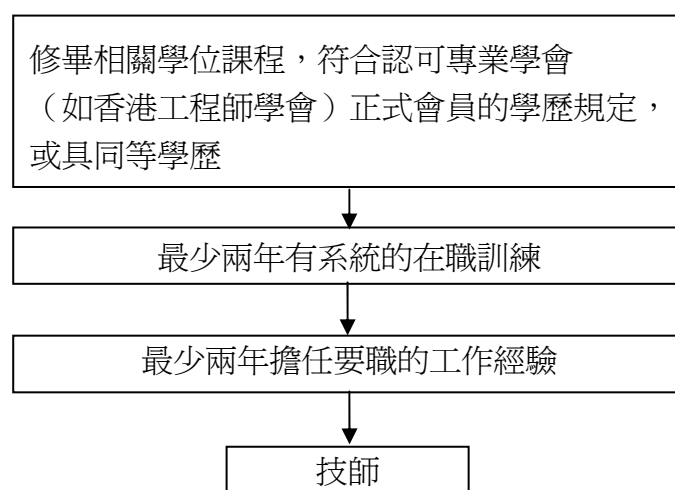 修畢相關學位課程，符合認可專業學會
（如香港工程師學會）正式會員的學歷規定，
或具同等學歷
最少兩年有系統的在職訓練
最少兩年擔任要職的工作經驗
技師